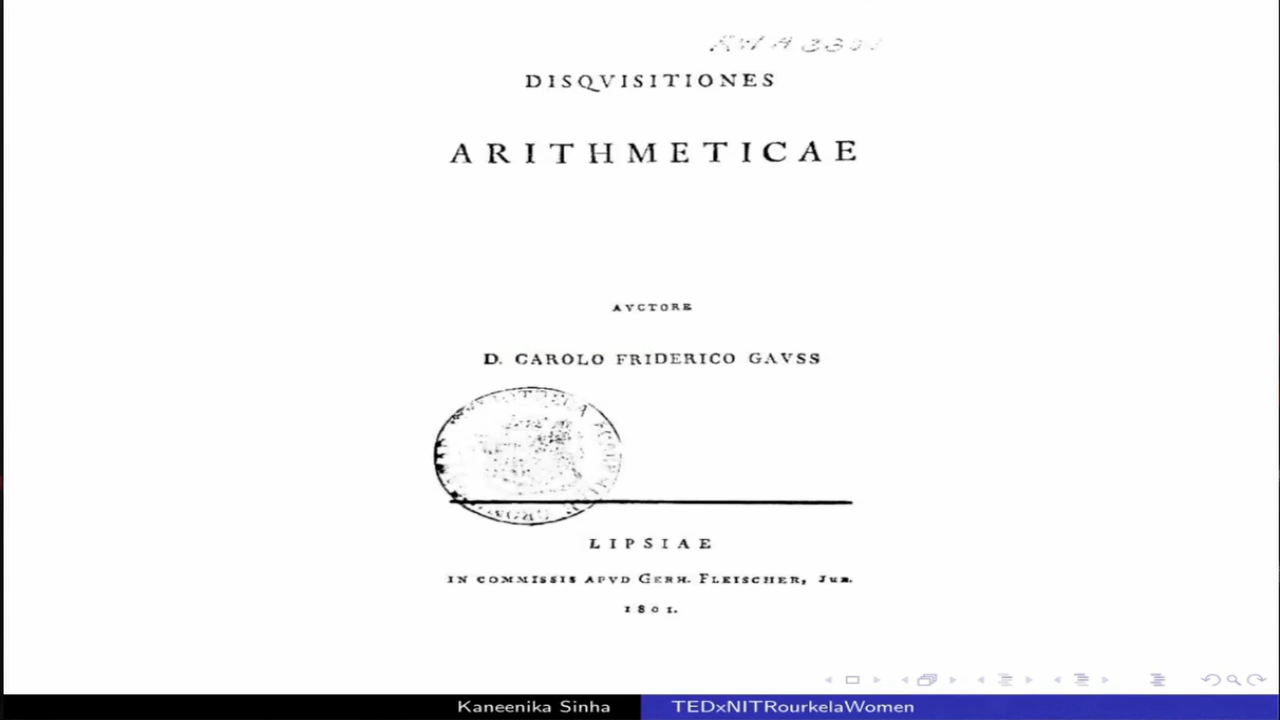 DISQVISITIONES
ARITHMETICAE
AVCTORE
D. CAROLO FRIDERICO GAVSS
LIPSIAE
IN COMMISSIS APVD GERH. FLEISCHER, Jun.
1801.
Kaneenika Sinha TEDxNITRourkelaWomen